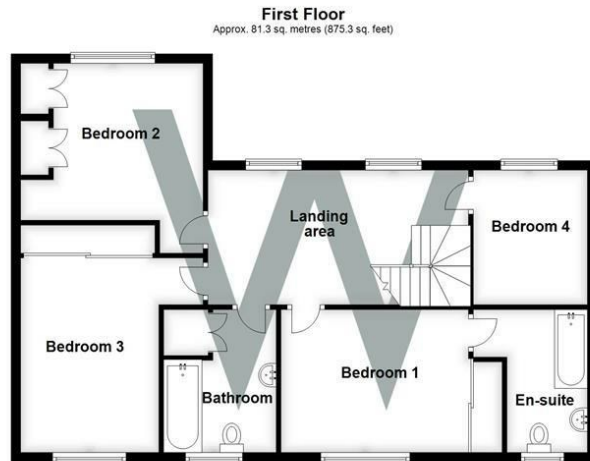 First Floor
Approx. 81.3 sq. metres (875.3 sq. feet)
Bedroom 2
Landing
area
Bedroom 4
Bedroom 3
Bathroom
Bedroom 1
En-suite
W